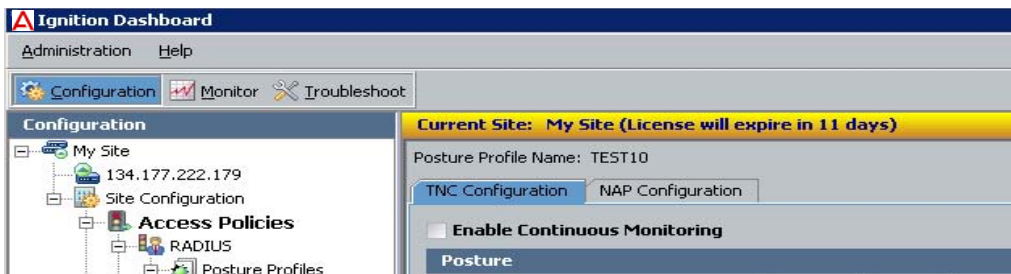 Ignition Dashboard
Administration Help
Configuration Monitor Troubleshoot
Configuration
My Site
134.177.222.179
Site Configuration
Access Policies
RADIUS
Posture Profiles
Current Site: My Site (License will expire in 11 days)
Posture Profile Name: TEST10
TNC Configuration NAP Configuration
Enable Continuous Monitoring
Posture